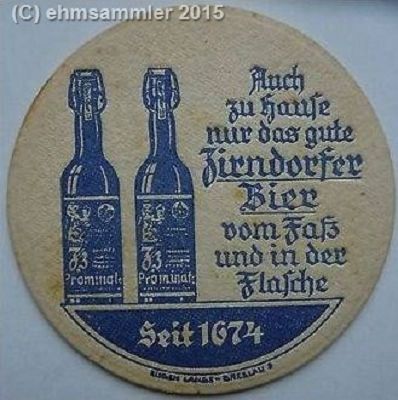 (C) ehmsammler 2015
Auch
zu Hause
nur das gute
Zirndorfer
Bier
vom Faß
und in der
Flasche
Prominat
Prominat
Seit 1674